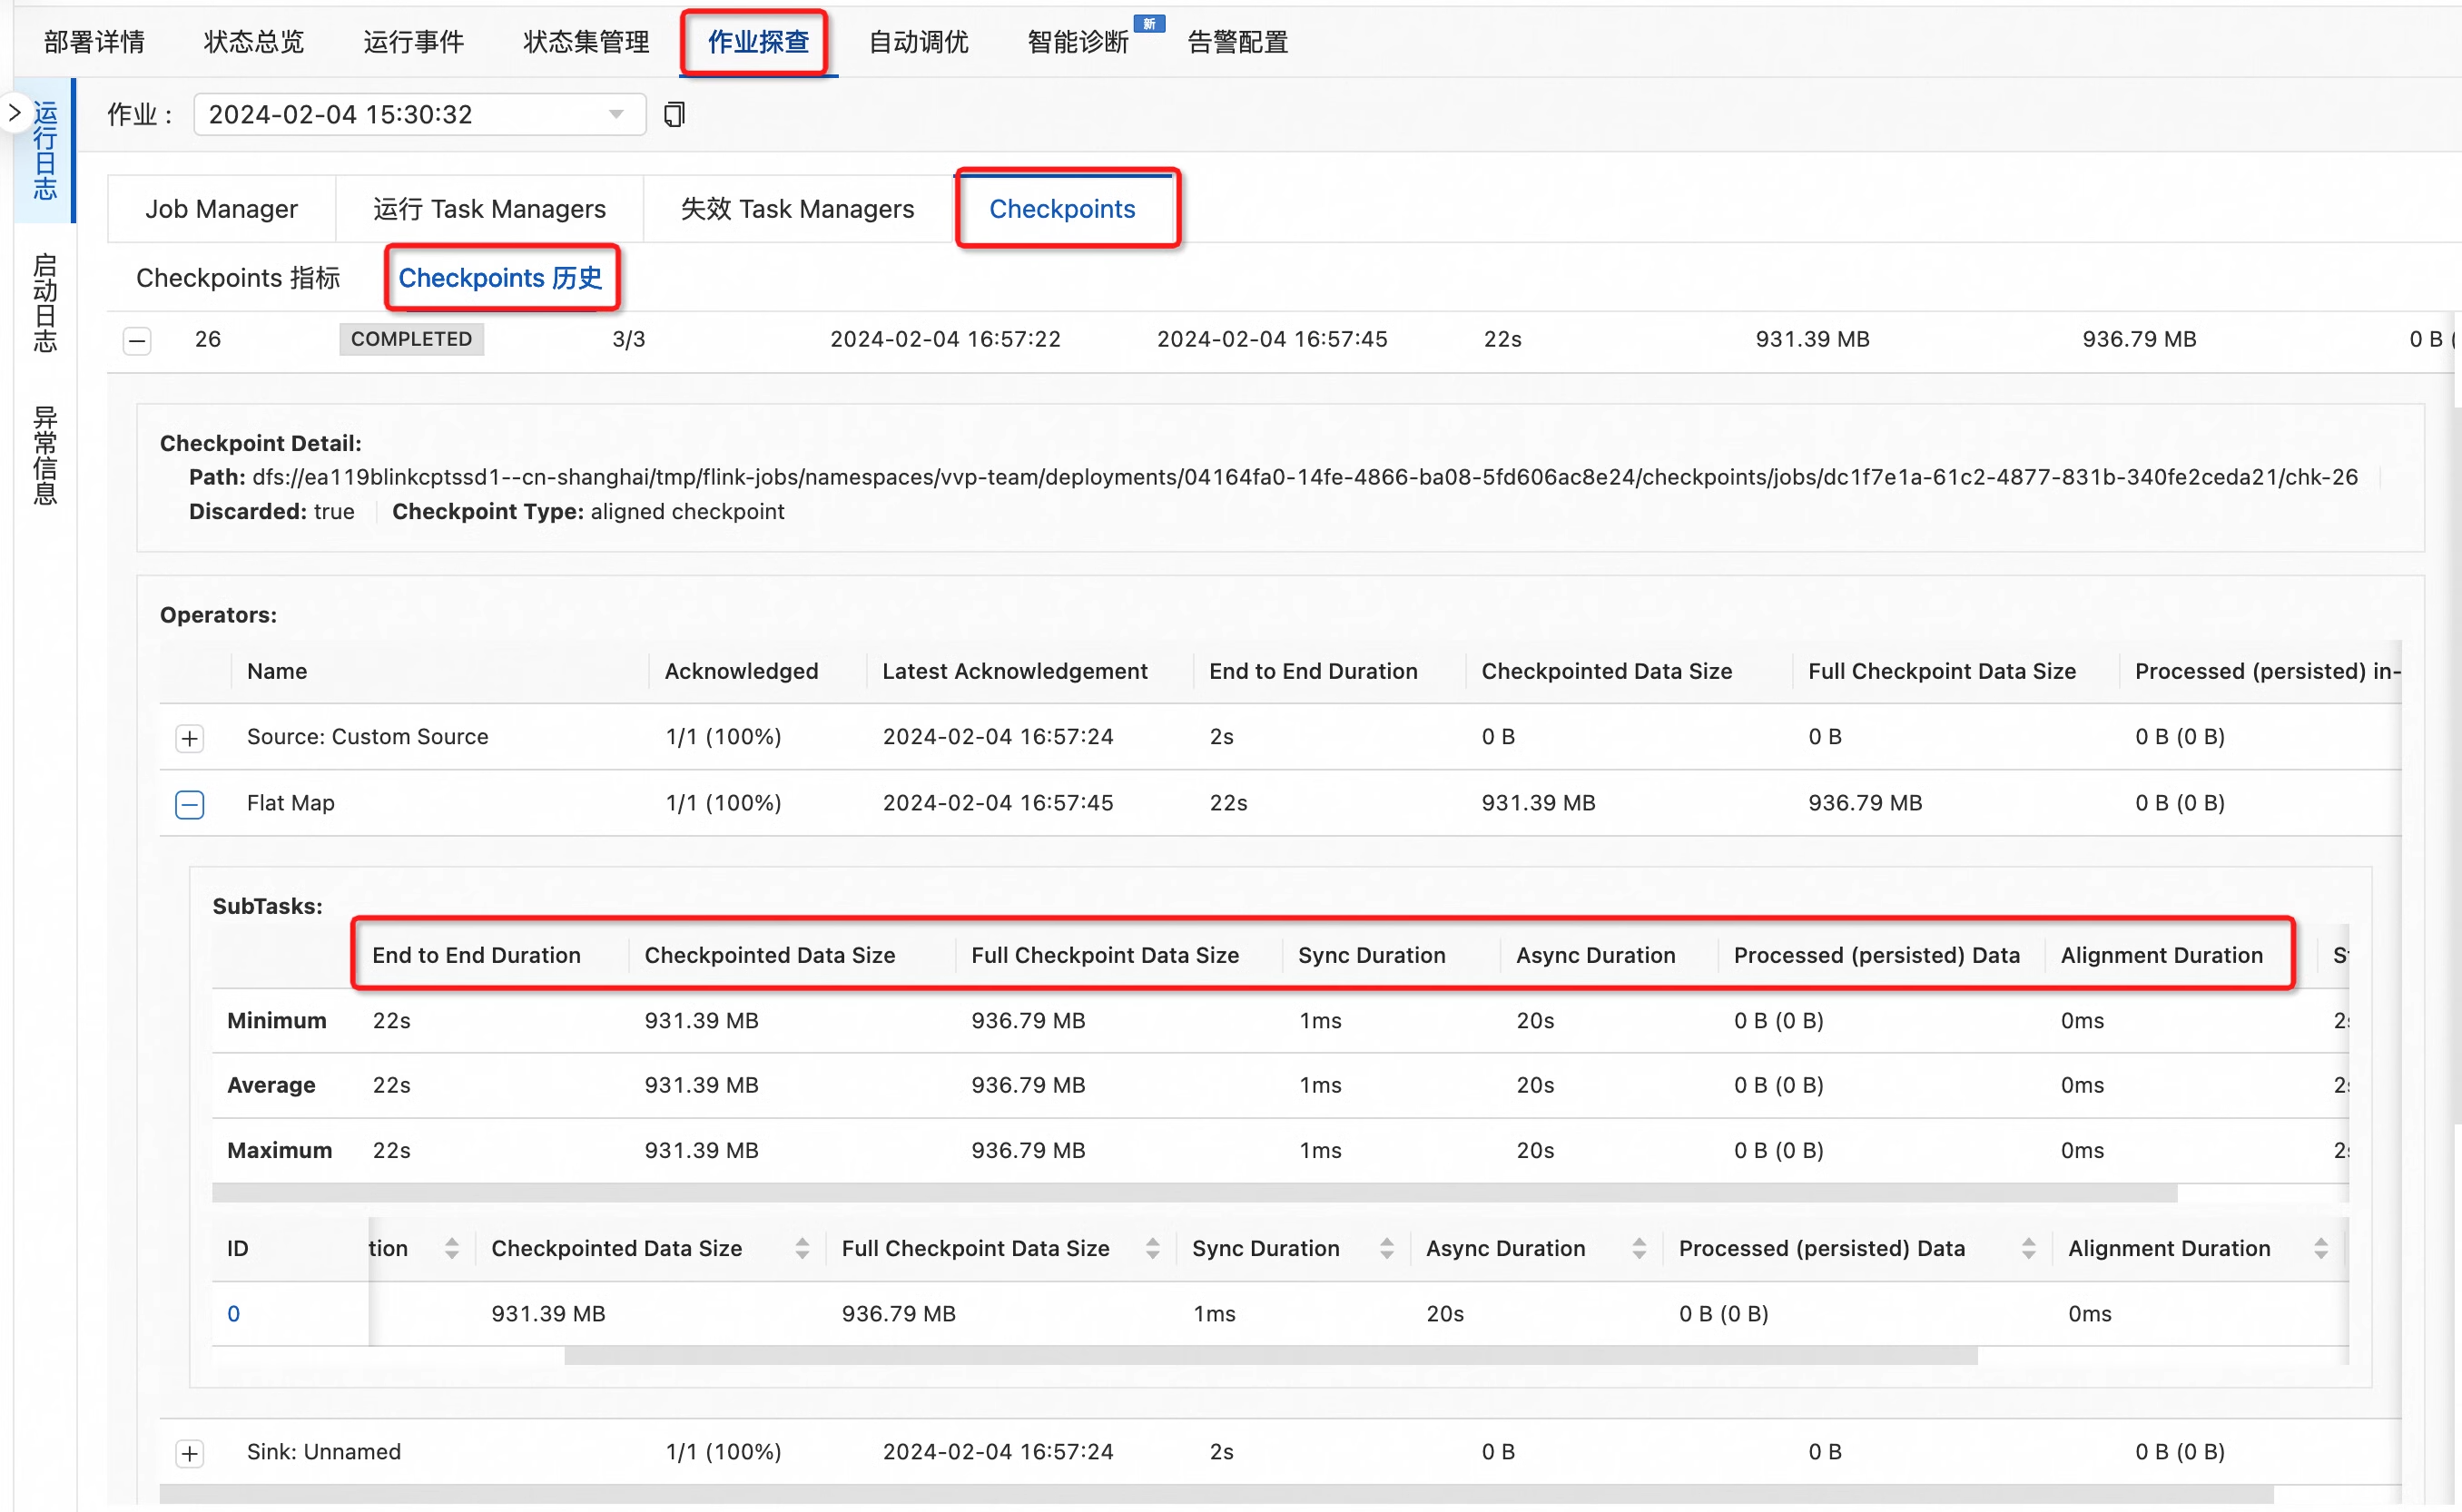 部署详情 状态总览 运行事件 状态集管理 作业探查 自动调优 智能诊断 新 告警配置
作业 : 2024-02-04 15:30:32
运行日志
启动日志
异常信息
Job Manager 运行 Task Managers 失效 Task Managers Checkpoints
Checkpoints 指标 Checkpoints 历史
26 COMPLETED 3/3 2024-02-04 16:57:22 2024-02-04 16:57:45 22s 931.39 MB 936.79 MB 0 B (
Checkpoint Detail:
Path: dfs://ea119blinkcptssd1--cn-shanghai/tmp/flink-jobs/namespaces/vvp-team/deployments/04164fa0-14fe-4866-ba08-5fd606ac8e24/checkpoints/jobs/dc1f7e1a-61c2-4877-831b-340fe2ceda21/chk-26
Discarded: true Checkpoint Type: aligned checkpoint
Operators:
Name Acknowledged Latest Acknowledgement End to End Duration Checkpointed Data Size Full Checkpoint Data Size Processed (persisted) in-
Source: Custom Source 1/1 (100%) 2024-02-04 16:57:24 2s 0 B 0 B 0 B (0 B)
Flat Map 1/1 (100%) 2024-02-04 16:57:45 22s 931.39 MB 936.79 MB 0 B (0 B)
SubTasks:
End to End Duration Checkpointed Data Size Full Checkpoint Data Size Sync Duration Async Duration Processed (persisted) Data Alignment Duration
Minimum 22s 931.39 MB 936.79 MB 1ms 20s 0 B (0 B) 0ms
Average 22s 931.39 MB 936.79 MB 1ms 20s 0 B (0 B) 0ms
Maximum 22s 931.39 MB 936.79 MB 1ms 20s 0 B (0 B) 0ms
ID tion Checkpointed Data Size Full Checkpoint Data Size Sync Duration Async Duration Processed (persisted) Data Alignment Duration
0 931.39 MB 936.79 MB 1ms 20s 0 B (0 B) 0ms
Sink: Unnamed 1/1 (100%) 2024-02-04 16:57:24 2s 0 B 0 B 0 B (0 B)